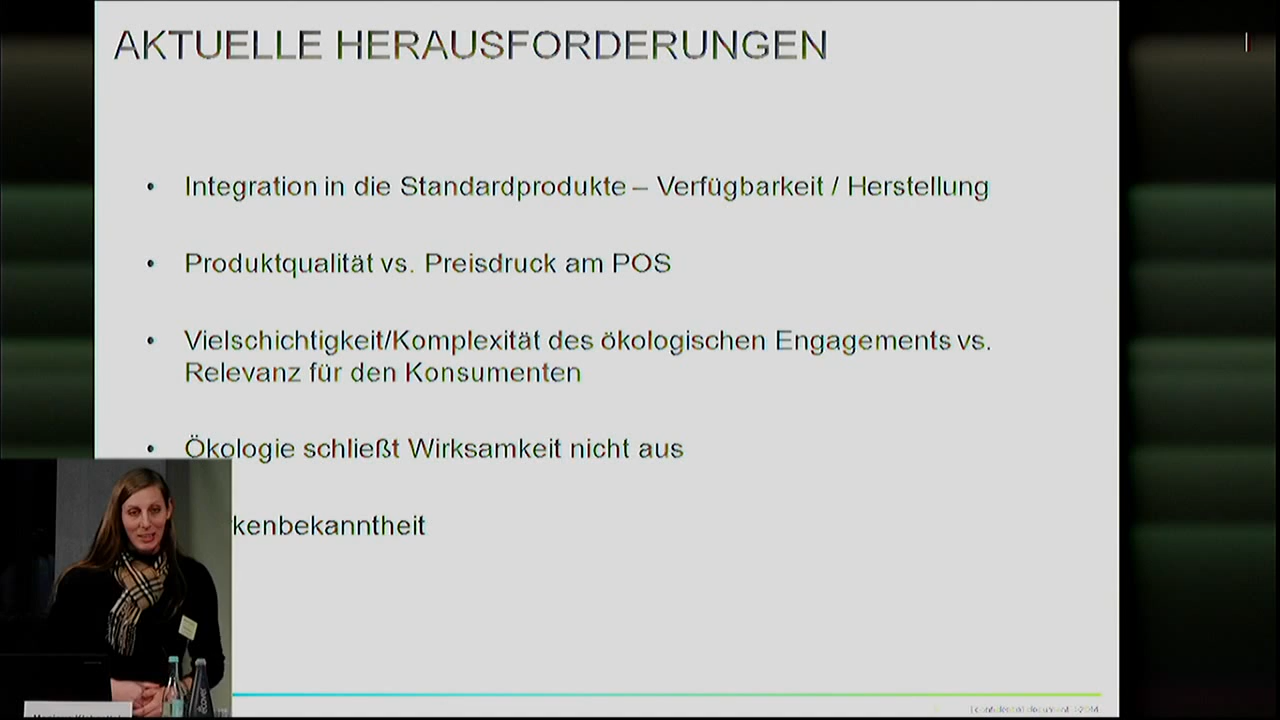 AKTUELLE HERAUSFORDERUNGEN
• Integration in die Standardprodukte – Verfügbarkeit / Herstellung
• Produktqualität vs. Preisdruck am POS
• Vielschichtigkeit/Komplexität des ökologischen Engagements vs.
Relevanz für den Konsumenten
• Ökologie schließt Wirksamkeit nicht aus
rkenbekanntheit